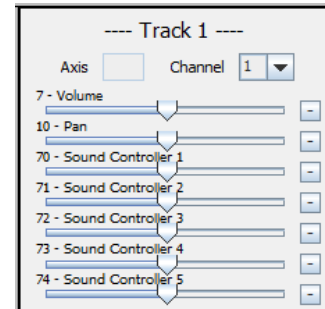 ---- Track 1 ----
Axis Channel 1
7 - Volume
-
10 - Pan
-
70 - Sound Controller 1
-
71 - Sound Controller 2
-
72 - Sound Controller 3
-
73 - Sound Controller 4
-
74 - Sound Controller 5
-